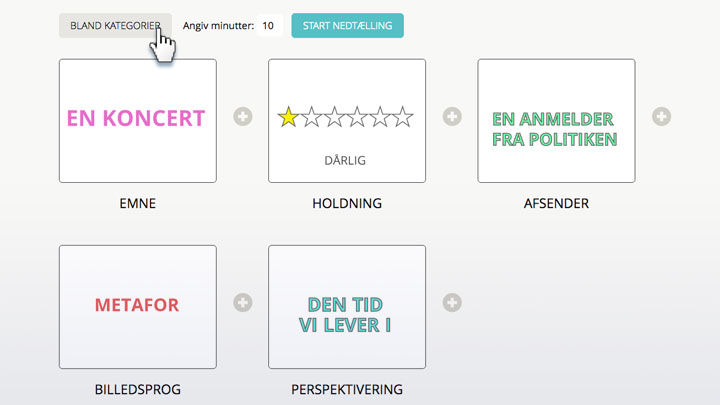 BLAND KATEGORIER
Angiv minutter: 10
START NEDTÆLLING
EN KONCERT
DÅRLIG
EN ANMELDER
FRA POLITIKEN
EMNE
HOLDNING
AFSENDER
METAFOR
DEN TID
VI LEVER I
BILLEDSPROG
PERSPEKTIVERING